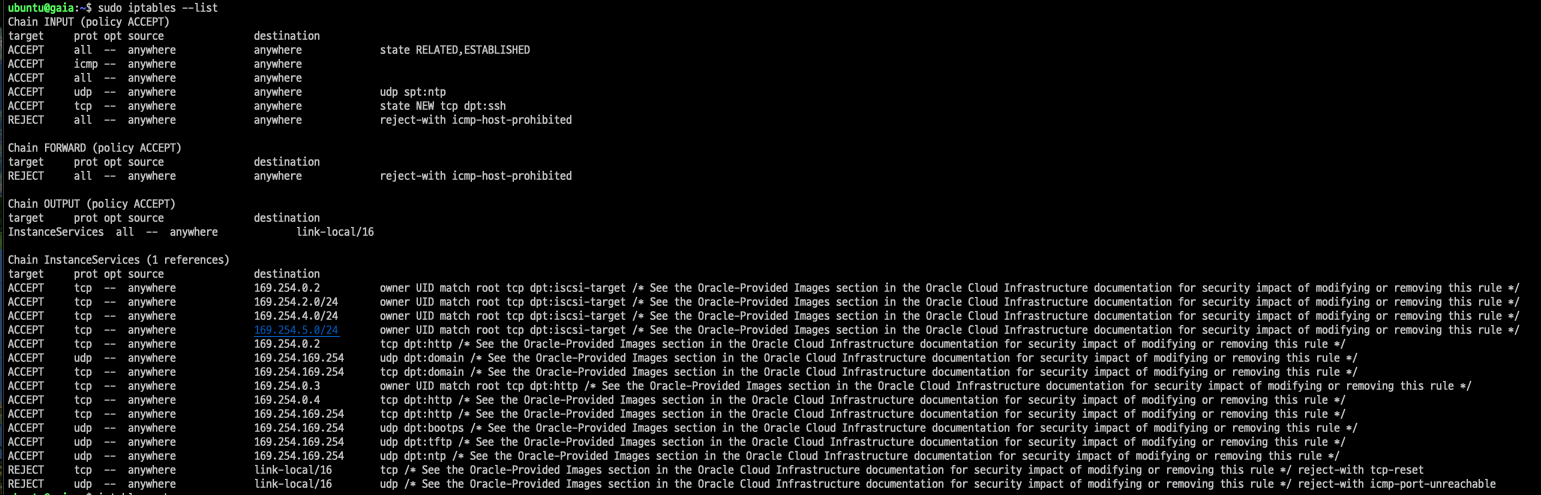 ubuntu@gaia:~$ sudo iptables --list
Chain INPUT (policy ACCEPT)
target     prot opt source               destination
ACCEPT     all  --  anywhere             anywhere             state RELATED,ESTABLISHED
ACCEPT     icmp --  anywhere             anywhere
ACCEPT     all  --  anywhere             anywhere
ACCEPT     udp  --  anywhere             anywhere             udp spt:ntp
ACCEPT     tcp  --  anywhere             anywhere             state NEW tcp dpt:ssh
REJECT     all  --  anywhere             anywhere             reject-with icmp-host-prohibited
Chain FORWARD (policy ACCEPT)
target     prot opt source               destination
REJECT     all  --  anywhere             anywhere             reject-with icmp-host-prohibited
Chain OUTPUT (policy ACCEPT)
target     prot opt source               destination
InstanceServices  all  --  anywhere             link-local/16
Chain InstanceServices (1 references)
target     prot opt source               destination
ACCEPT     tcp  --  anywhere             169.254.0.2          owner UID match root tcp dpt:iscsi-target /* See the Oracle-Provided Images section in the Oracle Cloud Infrastructure documentation for security impact of modifying or removing this rule */
ACCEPT     tcp  --  anywhere             169.254.2.0/24       owner UID match root tcp dpt:iscsi-target /* See the Oracle-Provided Images section in the Oracle Cloud Infrastructure documentation for security impact of modifying or removing this rule */
ACCEPT     tcp  --  anywhere             169.254.4.0/24       owner UID match root tcp dpt:iscsi-target /* See the Oracle-Provided Images section in the Oracle Cloud Infrastructure documentation for security impact of modifying or removing this rule */
ACCEPT     tcp  --  anywhere             169.254.5.0/24       owner UID match root tcp dpt:iscsi-target /* See the Oracle-Provided Images section in the Oracle Cloud Infrastructure documentation for security impact of modifying or removing this rule */
ACCEPT     tcp  --  anywhere             169.254.0.2          tcp dpt:http /* See the Oracle-Provided Images section in the Oracle Cloud Infrastructure documentation for security impact of modifying or removing this rule */
ACCEPT     udp  --  anywhere             169.254.169.254      udp dpt:domain /* See the Oracle-Provided Images section in the Oracle Cloud Infrastructure documentation for security impact of modifying or removing this rule */
ACCEPT     tcp  --  anywhere             169.254.169.254      tcp dpt:domain /* See the Oracle-Provided Images section in the Oracle Cloud Infrastructure documentation for security impact of modifying or removing this rule */
ACCEPT     tcp  --  anywhere             169.254.0.3          owner UID match root tcp dpt:http /* See the Oracle-Provided Images section in the Oracle Cloud Infrastructure documentation for security impact of modifying or removing this rule */
ACCEPT     tcp  --  anywhere             169.254.0.4          tcp dpt:http /* See the Oracle-Provided Images section in the Oracle Cloud Infrastructure documentation for security impact of modifying or removing this rule */
ACCEPT     tcp  --  anywhere             169.254.169.254      tcp dpt:http /* See the Oracle-Provided Images section in the Oracle Cloud Infrastructure documentation for security impact of modifying or removing this rule */
ACCEPT     udp  --  anywhere             169.254.169.254      udp dpt:bootps /* See the Oracle-Provided Images section in the Oracle Cloud Infrastructure documentation for security impact of modifying or removing this rule */
ACCEPT     udp  --  anywhere             169.254.169.254      udp dpt:tftp /* See the Oracle-Provided Images section in the Oracle Cloud Infrastructure documentation for security impact of modifying or removing this rule */
ACCEPT     udp  --  anywhere             169.254.169.254      udp dpt:ntp /* See the Oracle-Provided Images section in the Oracle Cloud Infrastructure documentation for security impact of modifying or removing this rule */
REJECT     tcp  --  anywhere             link-local/16        tcp /* See the Oracle-Provided Images section in the Oracle Cloud Infrastructure documentation for security impact of modifying or removing this rule */ reject-with tcp-reset
REJECT     udp  --  anywhere             link-local/16        udp /* See the Oracle-Provided Images section in the Oracle Cloud Infrastructure documentation for security impact of modifying or removing this rule */ reject-with icmp-port-unreachable